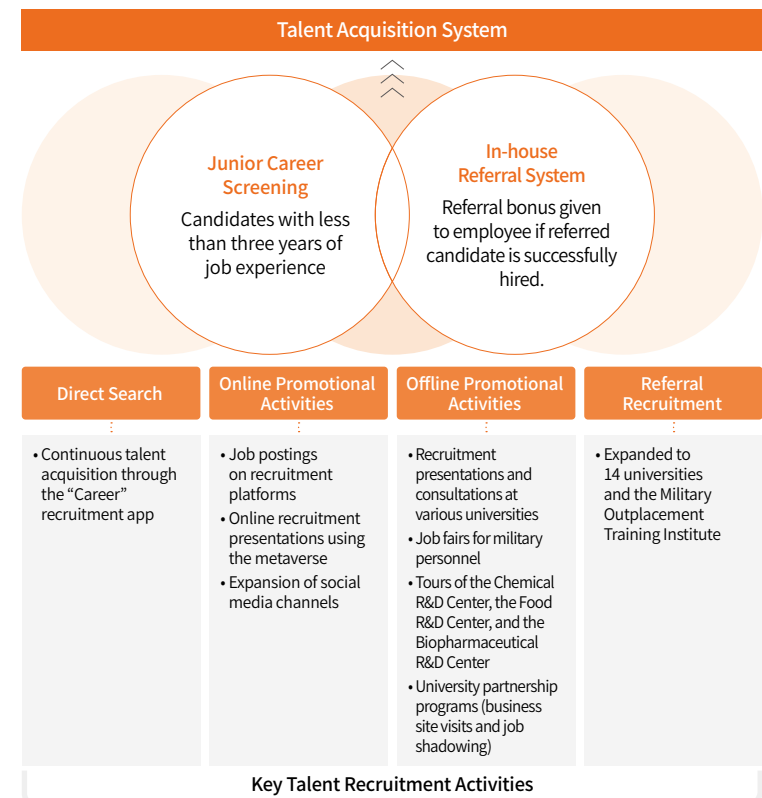 Talent Acquisition System
Junior Career
Screening
Candidates with less
than three years of
job experience
In-house
Referral System
Referral bonus given
to employee if referred
candidate is successfully
hired.
Direct Search
• Continuous talent
acquisition through
the “Career”
recruitment app
Online Promotional
Activities
• Job postings
on recruitment
platforms
• Online recruitment
presentations using
the metaverse
• Expansion of social
media channels
Offline Promotional
Activities
• Recruitment
presentations and
consultations at
various universities
• Job fairs for military
personnel
• Tours of the Chemical
R&D Center, the Food
R&D Center, and the
Biopharmaceutical
R&D Center
• University partnership
programs (business
site visits and job
shadowing)
Referral
Recruitment
• Expanded to
14 universities
and the Military
Outplacement
Training Institute
Key Talent Recruitment Activities